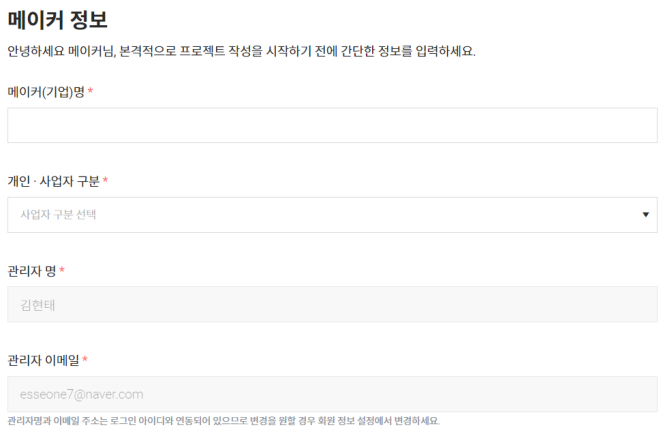 메이커 정보
안녕하세요 메이커님, 본격적으로 프로젝트 작성을 시작하기 전에 간단한 정보를 입력하세요.
메이커(기업)명 *
개인 · 사업자 구분 *
사업자 구분 선택
관리자 명 *
김현태
관리자 이메일 *
esseone7@naver.com
관리자명과 이메일 주소는 로그인 아이디와 연동되어 있으므로 변경을 원할 경우 회원 정보 설정에서 변경하세요.